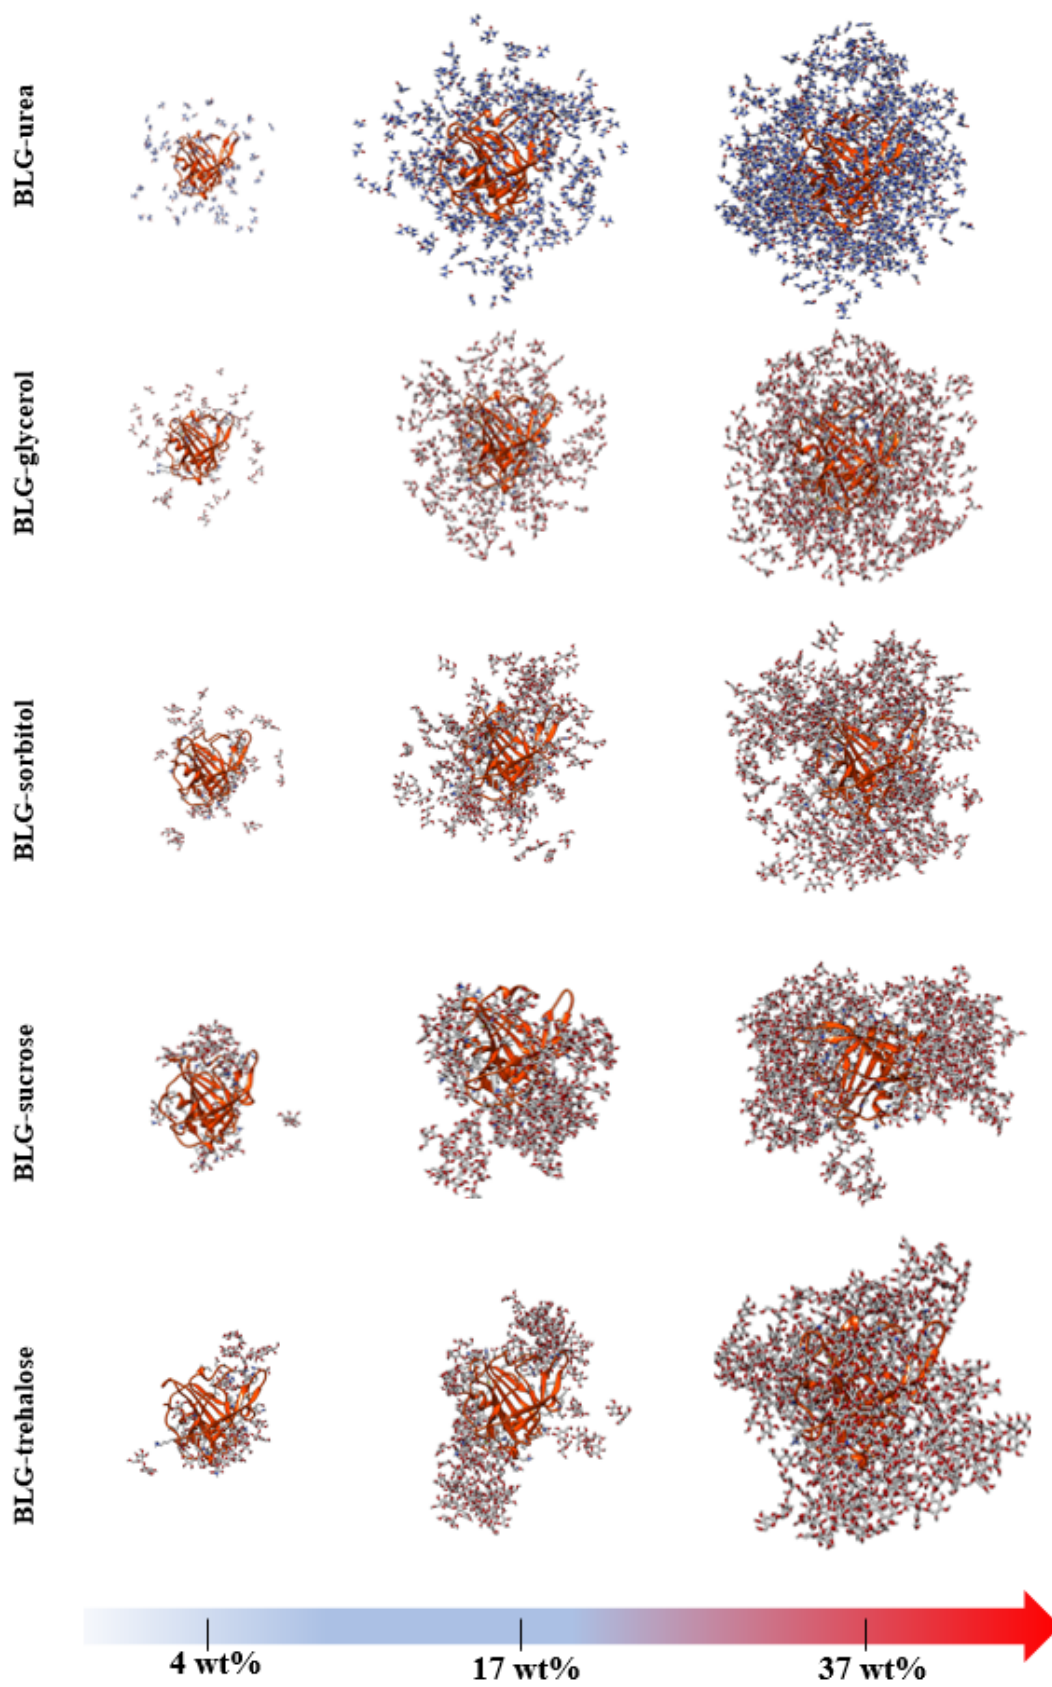 BLG-urea
BLG-glycerol
BLG-sorbitol
BLG-sucrose
BLG-trehalose
4 wt%
17 wt%
37 wt%